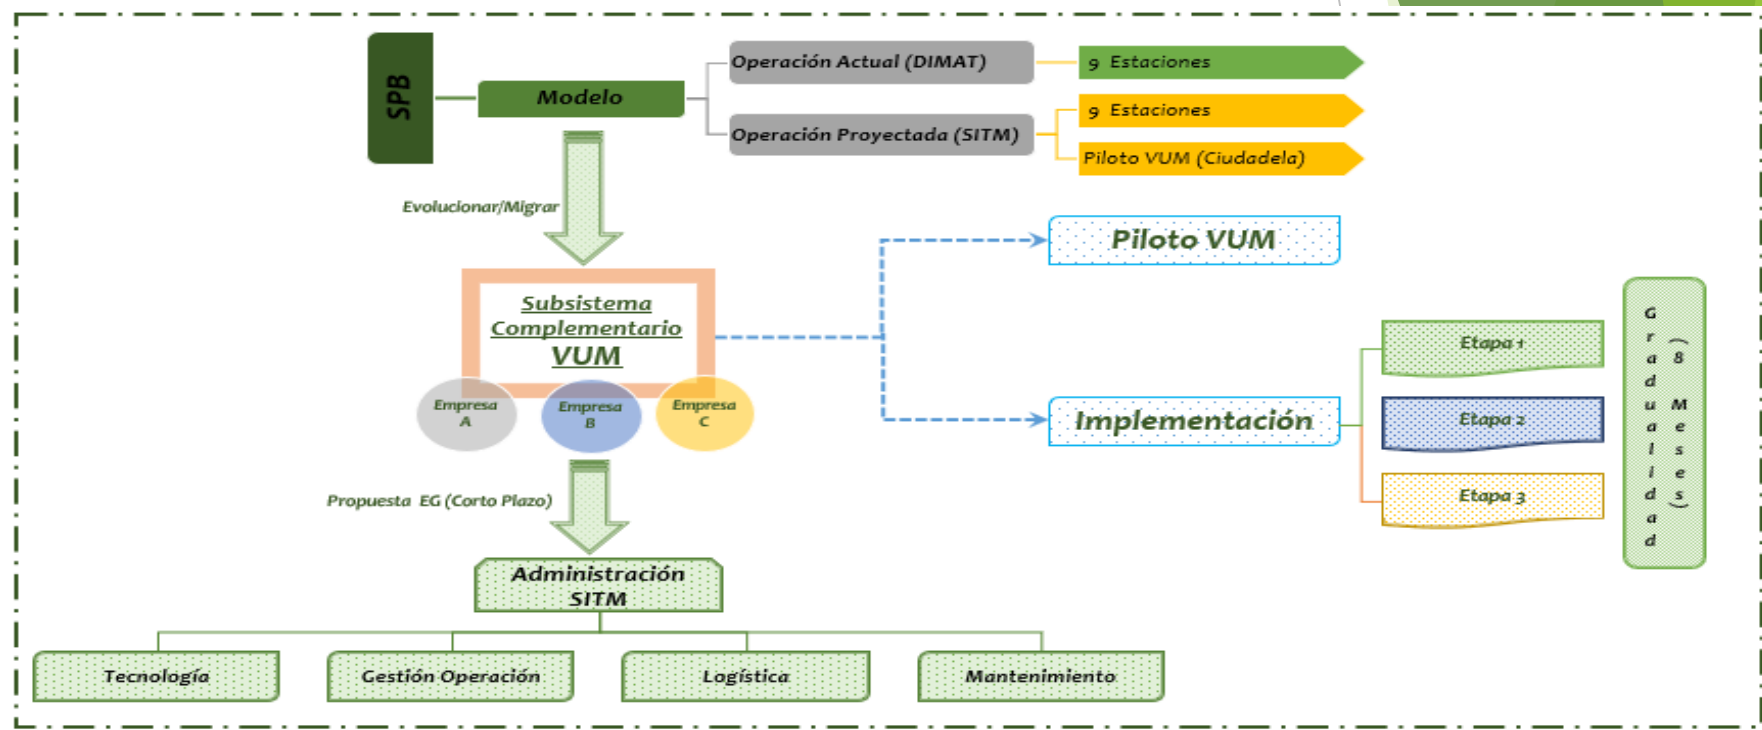 SPB
Modelo
Operación Actual (DIMAT)
9 Estaciones
Operación Proyectada (SITM)
9 Estaciones
Piloto VUM (Ciudadela)
Evolucionar/Migrar
Subsistema
Complementario
VUM
Empresa
A
Empresa
B
Empresa
C
Piloto VUM
Implementación
Etapa 1
Etapa 2
Etapa 3
Gradualidad
(8 Meses)
Propuesta EG (Corto Plazo)
Administración
SITM
Tecnología
Gestión Operación
Logística
Mantenimiento